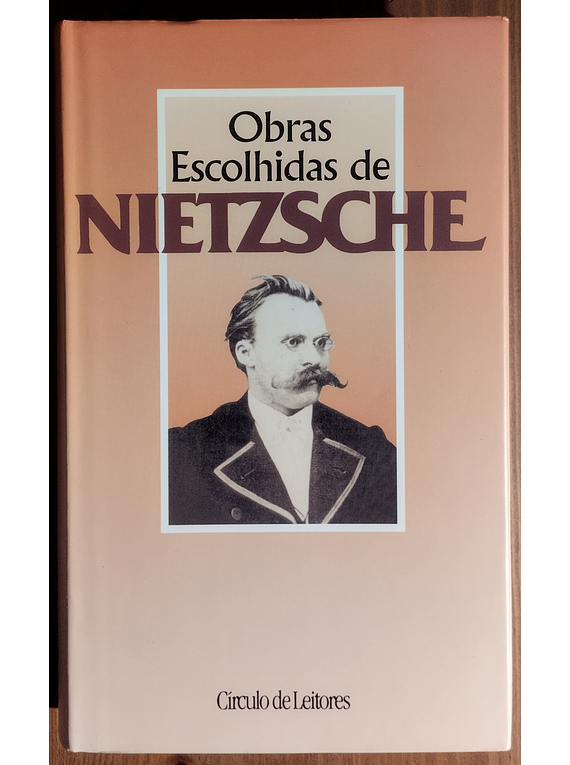 Obras
Escolhidas de
NIETZSCHE
Círculo de Leitores